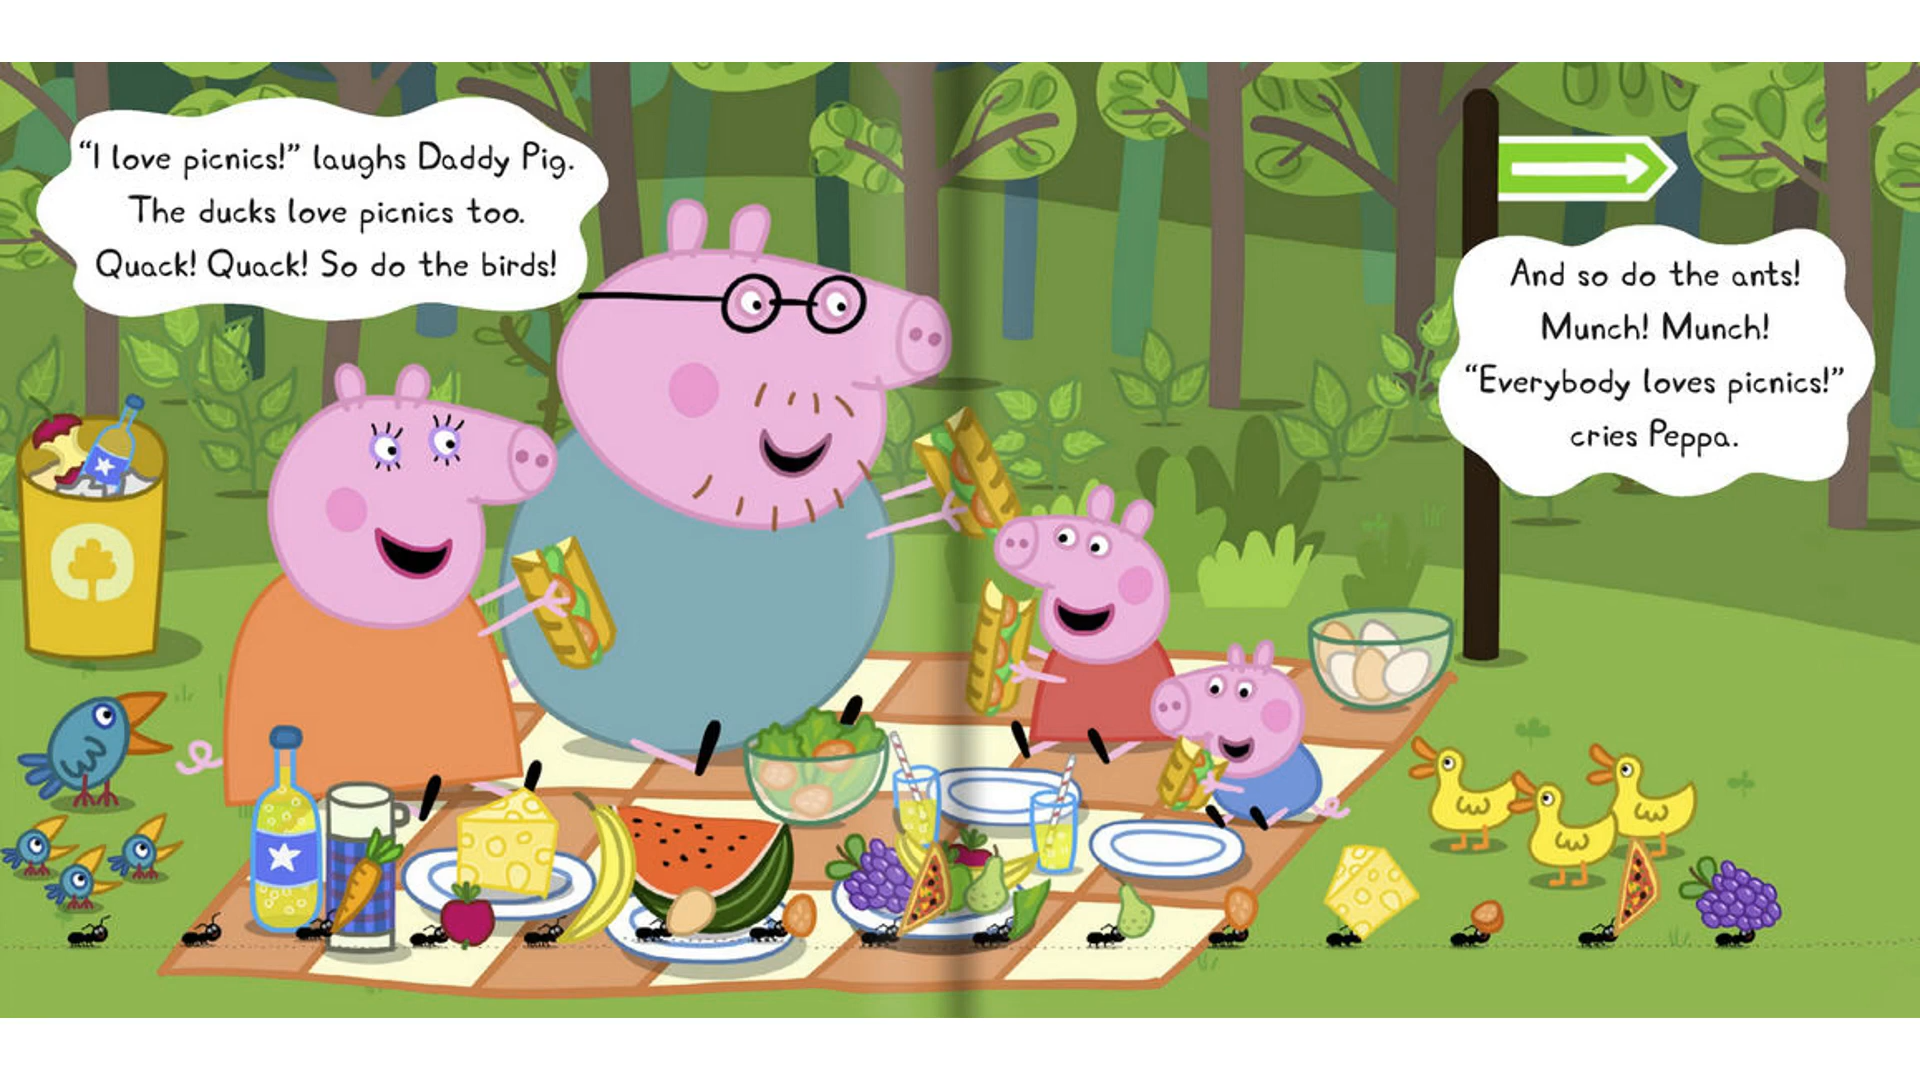 “I love picnics!” laughs Daddy Pig.
The ducks love picnics too.
Quack! Quack! So do the birds!
And so do the ants!
Munch! Munch!
“Everybody loves picnics!”
cries Peppa.